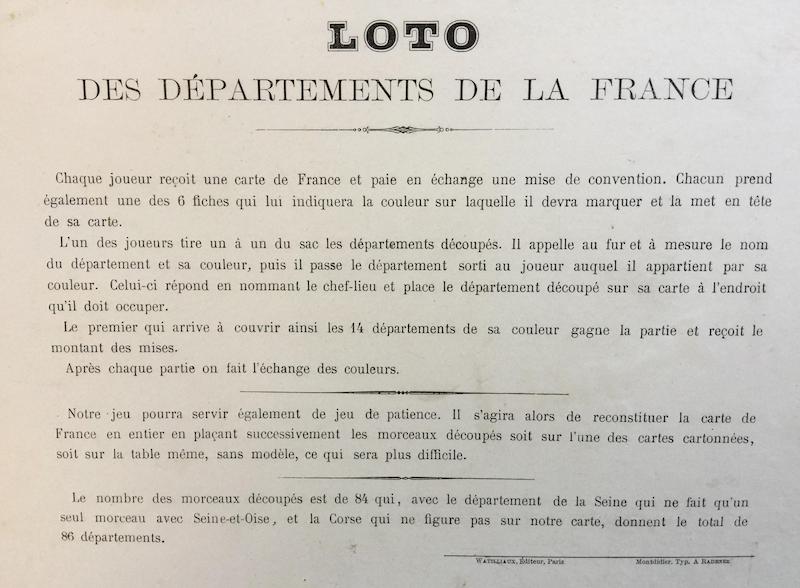 LOTO
DES DÉPARTEMENTS DE LA FRANCE
Chaque joueur reçoit une carte de France et paie en échange une mise de convention. Chacun prend
également une des 6 fiches qui lui indiquera la couleur sur laquelle il devra marquer et la met en tête
de sa carte.
L'un des joueurs tire un à un du sac les départements découpés. Il appelle au fur et à mesure le nom
du département et sa couleur, puis il passe le département sorti au joueur auquel il appartient par sa
couleur. Celui-ci répond en nommant le chef-lieu et place le département découpé sur sa carte à l'endroit
qu'il doit occuper.
Le premier qui arrive à couvrir ainsi les 14 départements de sa couleur gagne la partie et reçoit le
montant des mises.
Après chaque partie on fait l'échange des couleurs.
Notre jeu pourra servir également de jeu de patience. Il s'agira alors de reconstituer la carte de
France en entier en plaçant successivement les morceaux découpés soit sur l'une des cartes cartonnées,
soit sur la table même, sans modèle, ce qui sera plus difficile.
Le nombre des morceaux découpés est de 84 qui, avec le département de la Seine qui ne fait qu'un
seul morceau avec Seine-et-Oise, et la Corse qui ne figure pas sur notre carte, donnent le total de
86 départements.
WATILLIAUX, Éditeur, Paris Montdidier. Typ. A RADENEZ